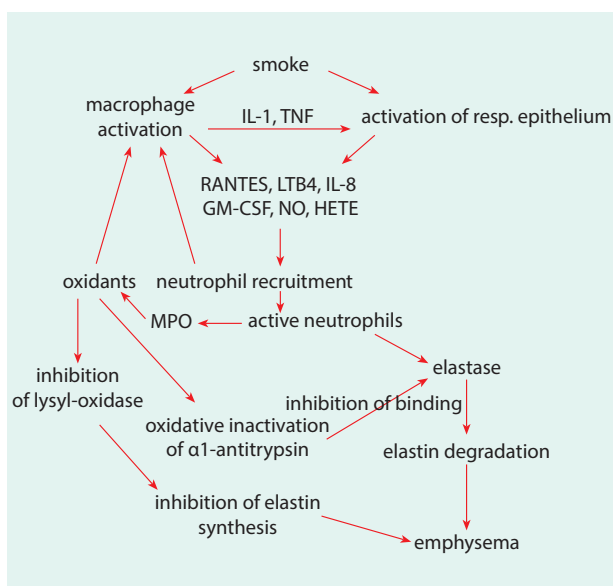 smoke
macrophage
activation
IL-1, TNF
activation of resp. epithelium
RANTES, LTB4, IL-8
GM-CSF, NO, HETE
oxidants
neutrophil recruitment
MPO
active neutrophils
inhibition
of lysyl-oxidase
elastase
inhibition of binding
oxidative inactivation
of α1-antitrypsin
elastin degradation
inhibition of elastin
synthesis
emphysema